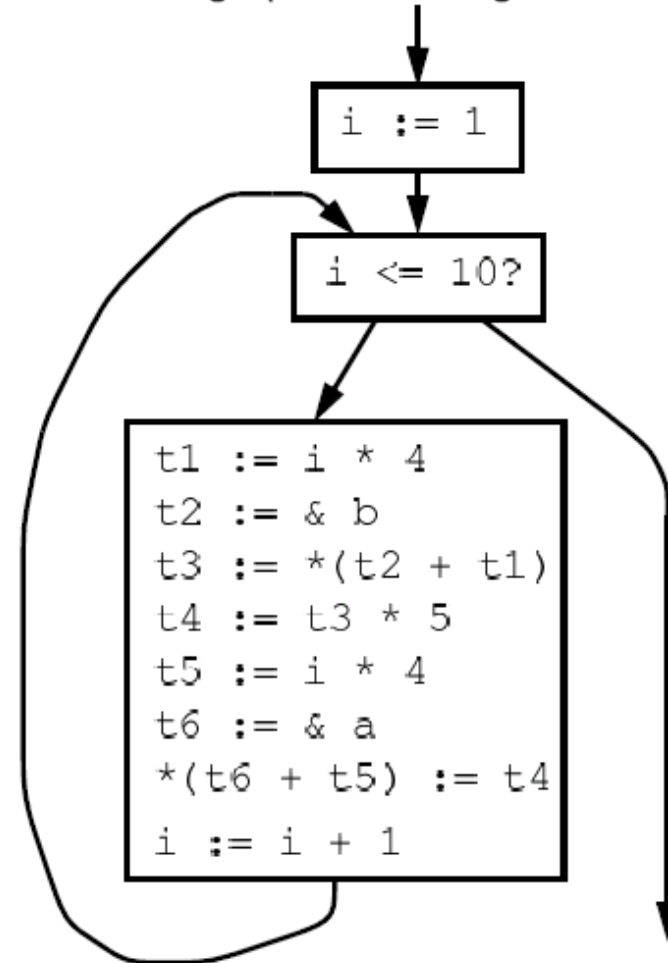 i := 1
i <= 10?
t1 := i * 4
t2 := & b
t3 := *(t2 + t1)
t4 := t3 * 5
t5 := i * 4
t6 := & a
*(t6 + t5) := t4
i := i + 1